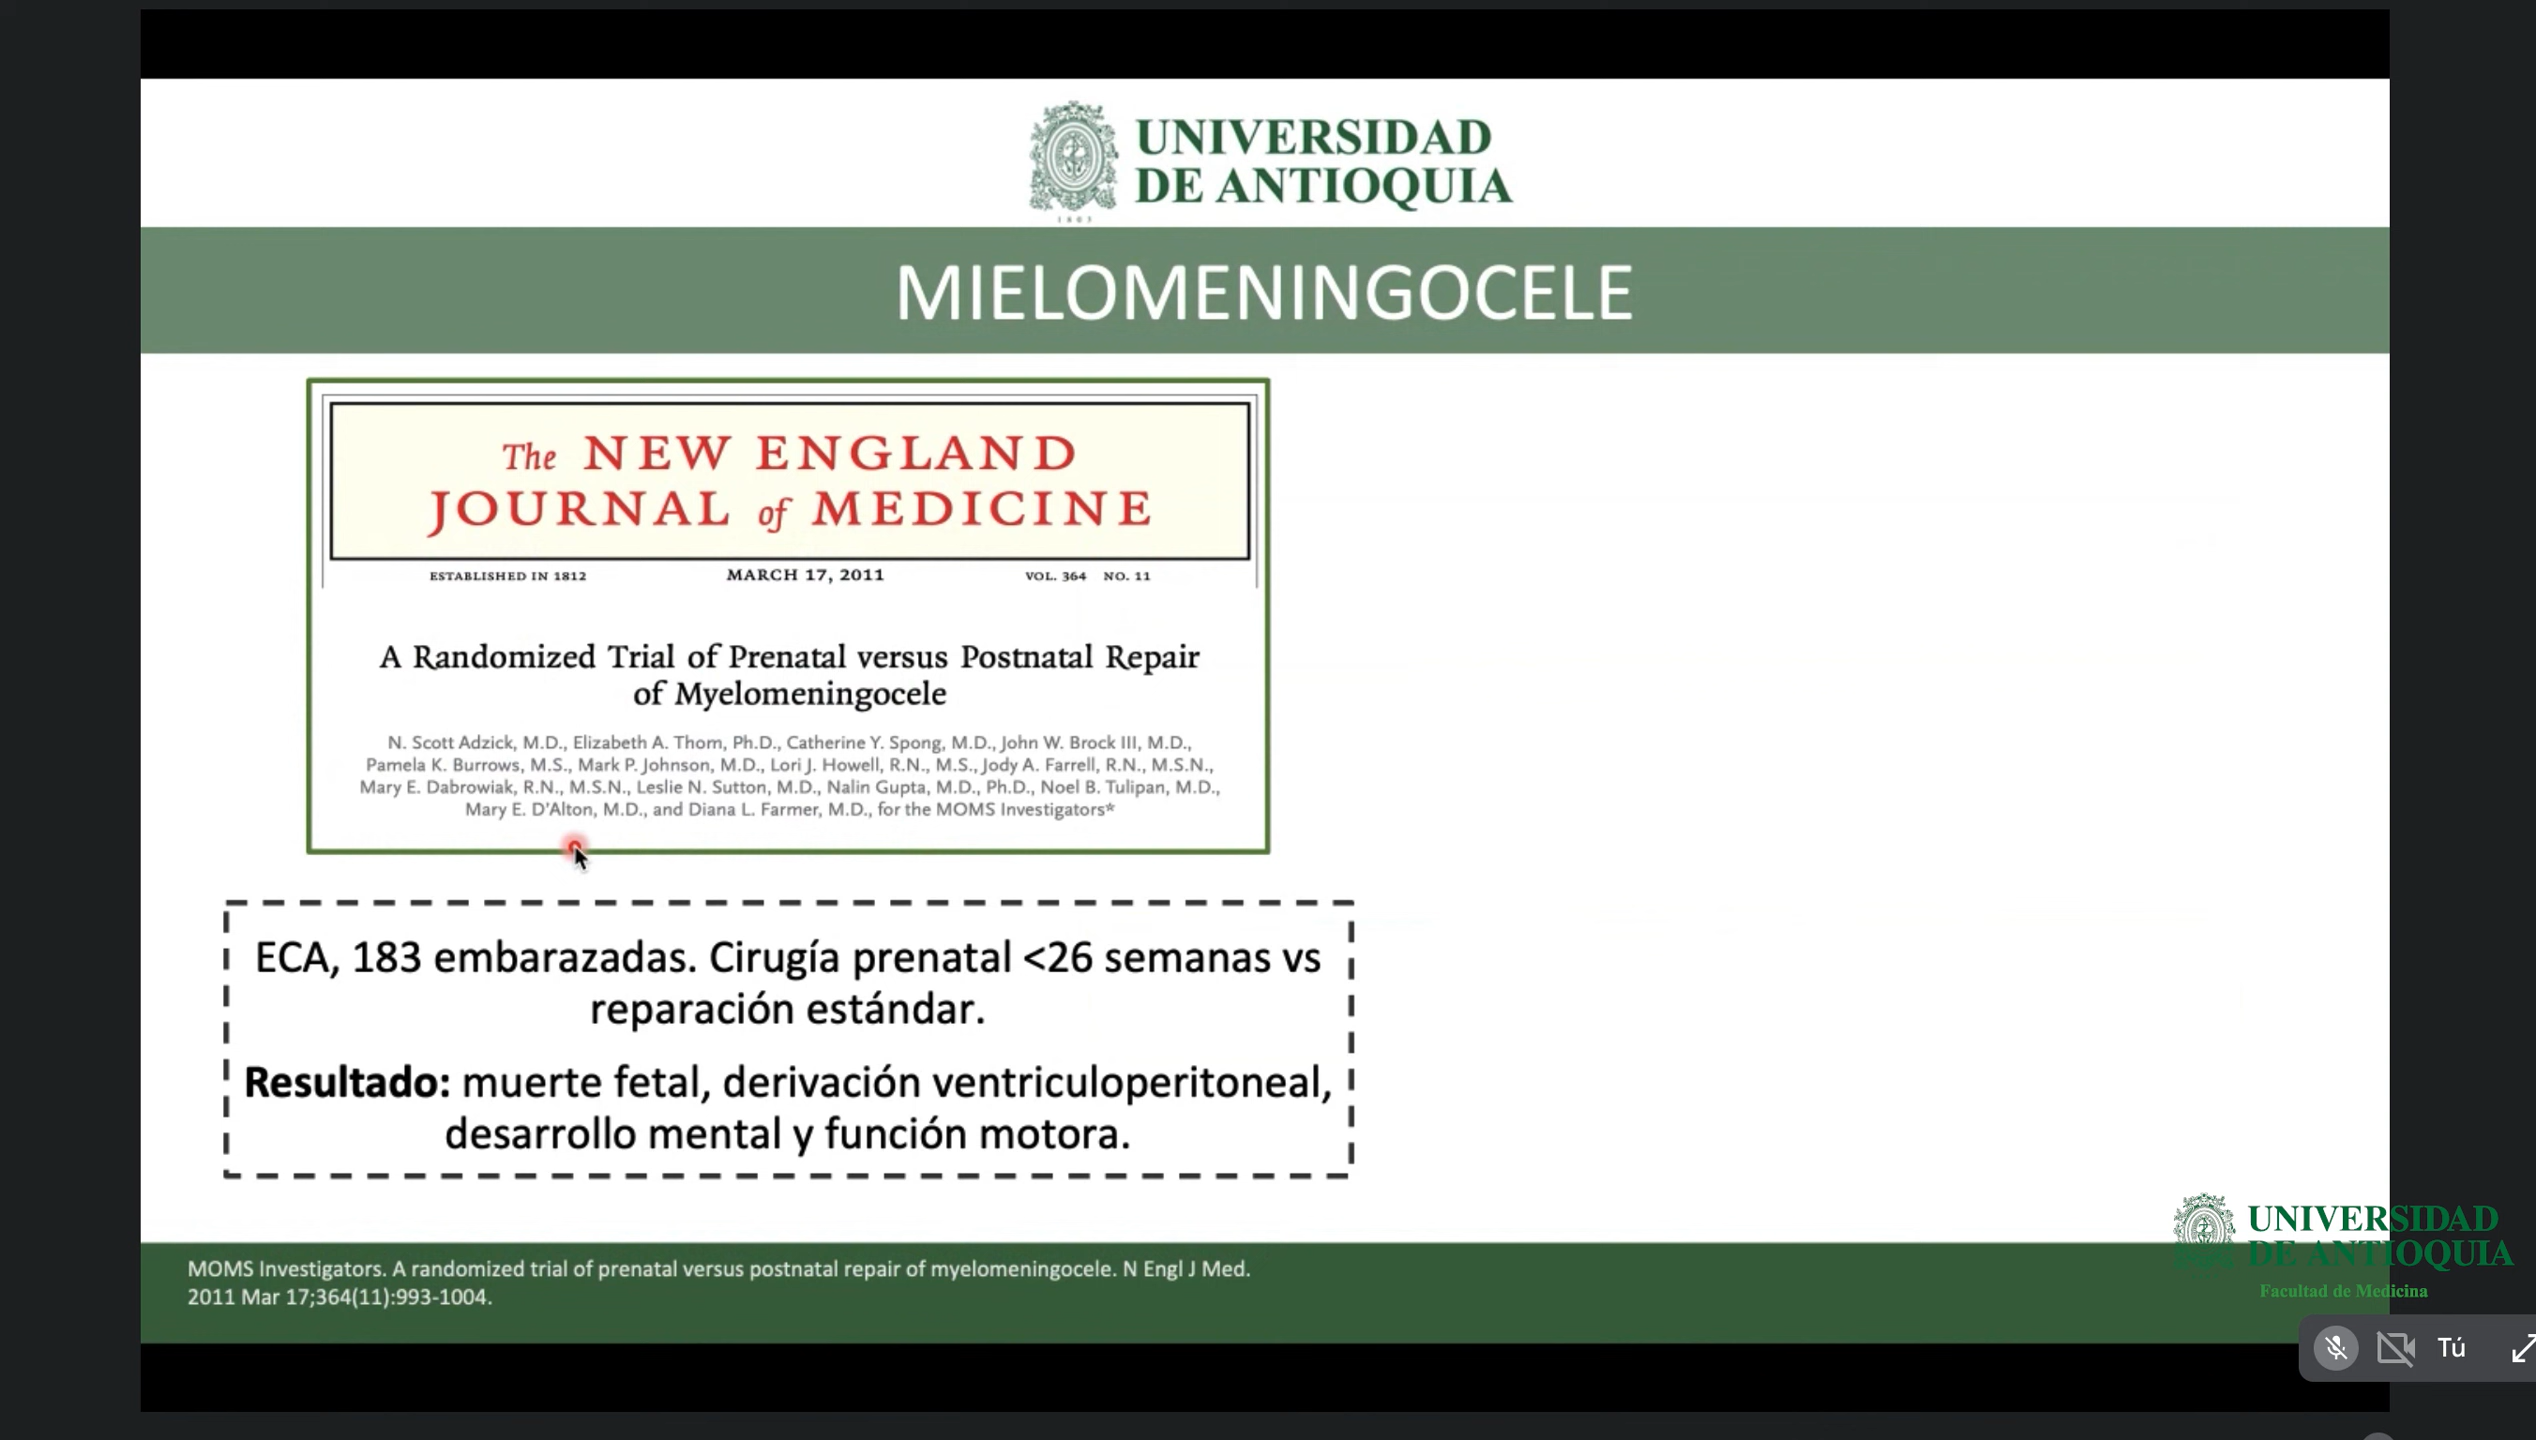 UNIVERSIDAD
DE ANTIOQUIA
1803
MIELOMENINGOCELE
The NEW ENGLAND
JOURNAL of MEDICINE
ESTABLISHED IN 1812 MARCH 17, 2011 VOL. 364 NO. 11
A Randomized Trial of Prenatal versus Postnatal Repair
of Myelomeningocele
N. Scott Adzick, M.D., Elizabeth A. Thom, Ph.D., Catherine Y. Spong, M.D., John W. Brock III, M.D.,
Pamela K. Burrows, M.S., Mark P. Johnson, M.D., Lori J. Howell, R.N., M.S., Jody A. Farrell, R.N., M.S.N.,
Mary E. Dabrowiak, R.N., M.S.N., Leslie N. Sutton, M.D., Nalin Gupta, M.D., Ph.D., Noel B. Tulipan, M.D.,
Mary E. D'Alton, M.D., and Diana L. Farmer, M.D., for the MOMS Investigators*
ECA, 183 embarazadas. Cirugía prenatal <26 semanas vs
reparación estándar.
Resultado: muerte fetal, derivación ventriculoperitoneal,
desarrollo mental y función motora.
MOMS Investigators. A randomized trial of prenatal versus postnatal repair of myelomeningocele. N Engl J Med.
2011 Mar 17;364(11):993-1004.
UNIVERSIDAD
DE ANTIOQUIA
Facultad de Medicina
Tú